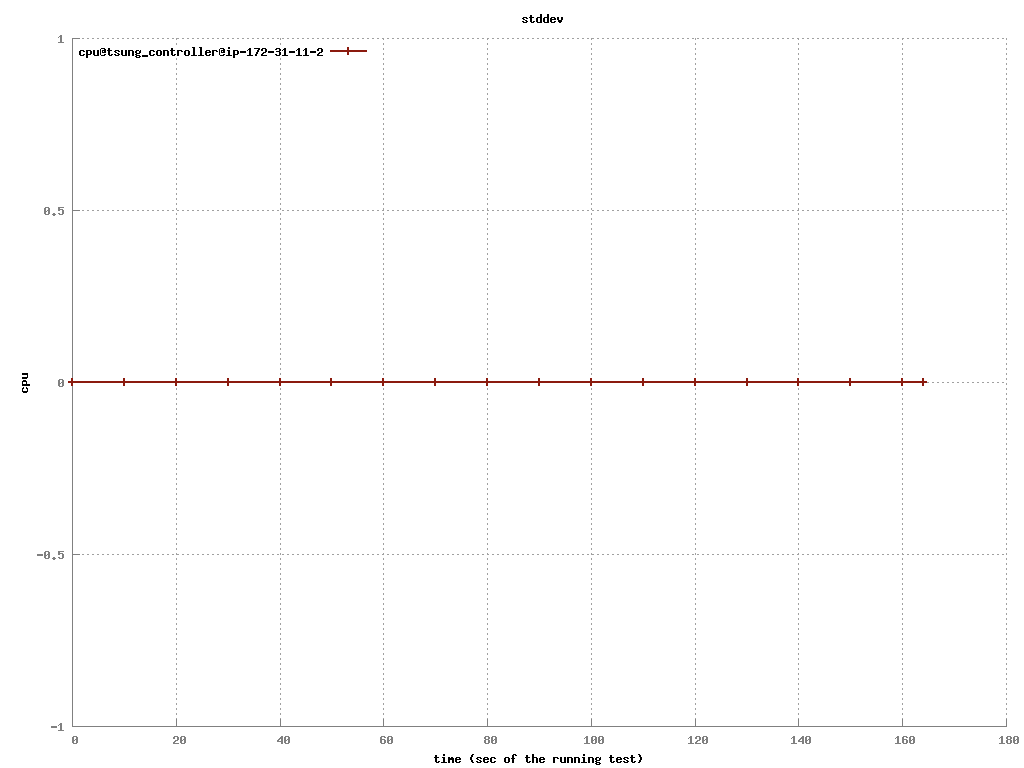 stddev
1
cpu@tsung_controller@ip-172-31-11-2
0.5
cpu
0
-0.5
-1
0 20 40 60 80 100 120 140 160 180
time (sec of the running test)